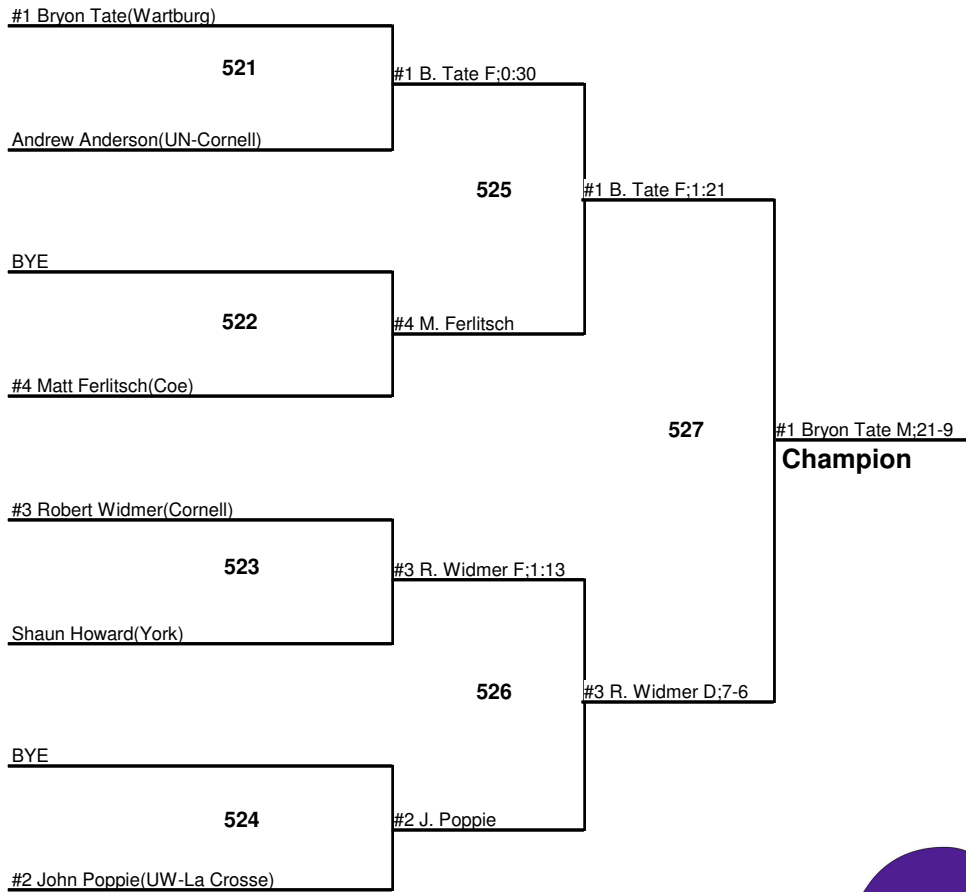 #1 Bryon Tate(Wartburg)
521
#1 B. Tate F;0:30
Andrew Anderson(UN-Cornell)
525
#1 B. Tate F;1:21
BYE
522
#4 M. Ferlitsch
#4 Matt Ferlitsch(Coe)
527
#1 Bryon Tate M;21-9
Champion
#3 Robert Widmer(Cornell)
523
#3 R. Widmer F;1:13
Shaun Howard(York)
526
#3 R. Widmer D;7-6
BYE
524
#2 J. Poppie
#2 John Poppie(UW-La Crosse)